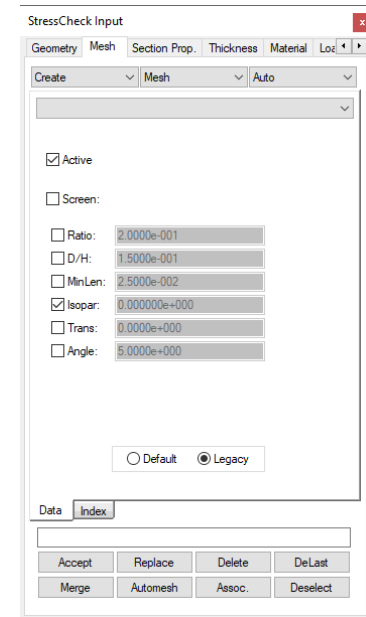 StressCheck Input
x
Geometry Mesh Section Prop. Thickness Material
Create Mesh Auto
Active
Screen:
Ratio: 2.0000e-001
D/H: 1.5000e-001
MinLen: 2.5000e-002
Isopar: 0.000000e+000
Trans: 0.0000e+000
Angle: 5.0000e+000
Default Legacy
Data Index
Accept Replace Delete DeLast
Merge Automesh Assoc. Deselect